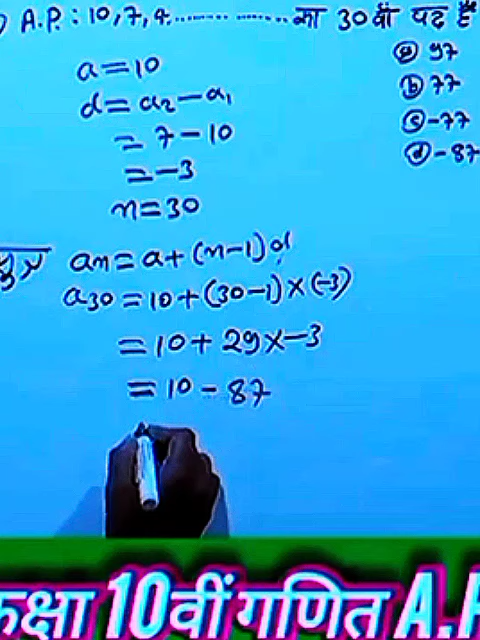 A.P. : 10, 7, 4................. का 30 वाँ पद है
(a) 97
(b) 77
(c) -77
(d) -87
a = 10
d = a₂ - a₁
= 7 - 10
= -3
n = 30
सूत्र an = a + (n-1) d
a30 = 10 + (30-1) × (-3)
= 10 + 29 × -3
= 10 - 87
कक्षा 10वीं गणित A.P